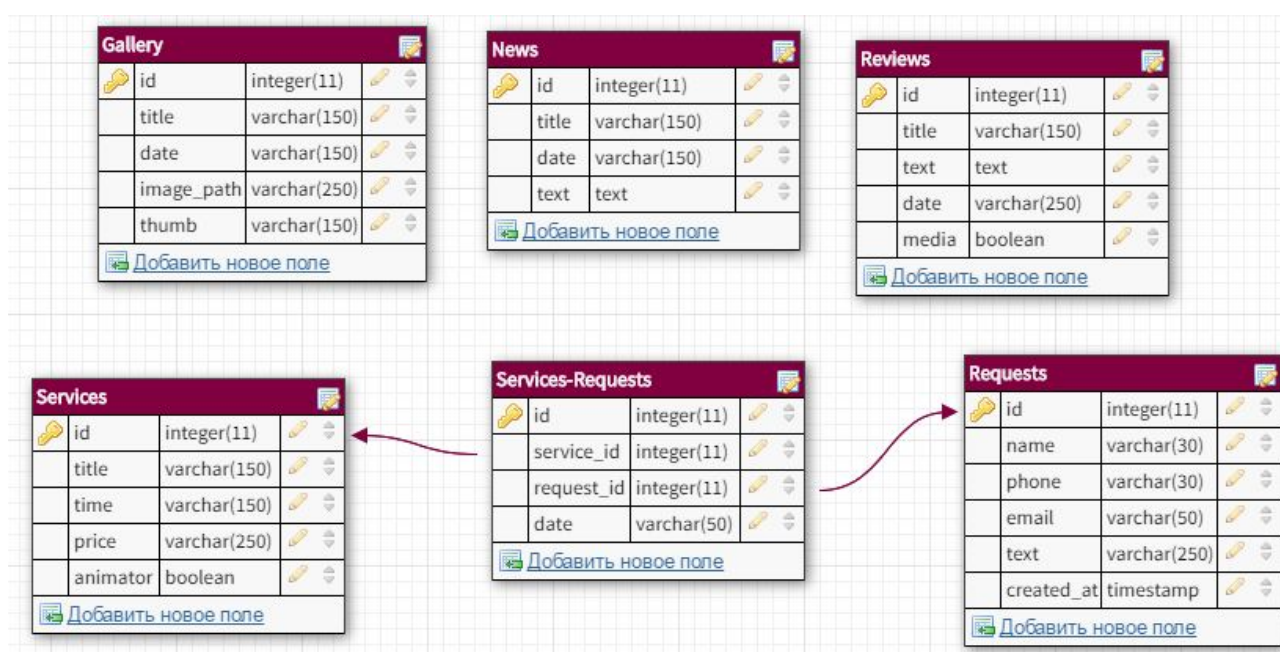 Gallery
id integer(11)
title varchar(150)
date varchar(150)
image_path varchar(250)
thumb varchar(150)
Добавить новое поле
News
id integer(11)
title varchar(150)
date varchar(150)
text text
Добавить новое поле
Reviews
id integer(11)
title varchar(150)
text text
date varchar(250)
media boolean
Добавить новое поле
Services
id integer(11)
title varchar(150)
time varchar(150)
price varchar(250)
animator boolean
Добавить новое поле
Services-Requests
id integer(11)
service_id integer(11)
request_id integer(11)
date varchar(50)
Добавить новое поле
Requests
id integer(11)
name varchar(30)
phone varchar(30)
email varchar(50)
text varchar(250)
created_at timestamp
Добавить новое поле